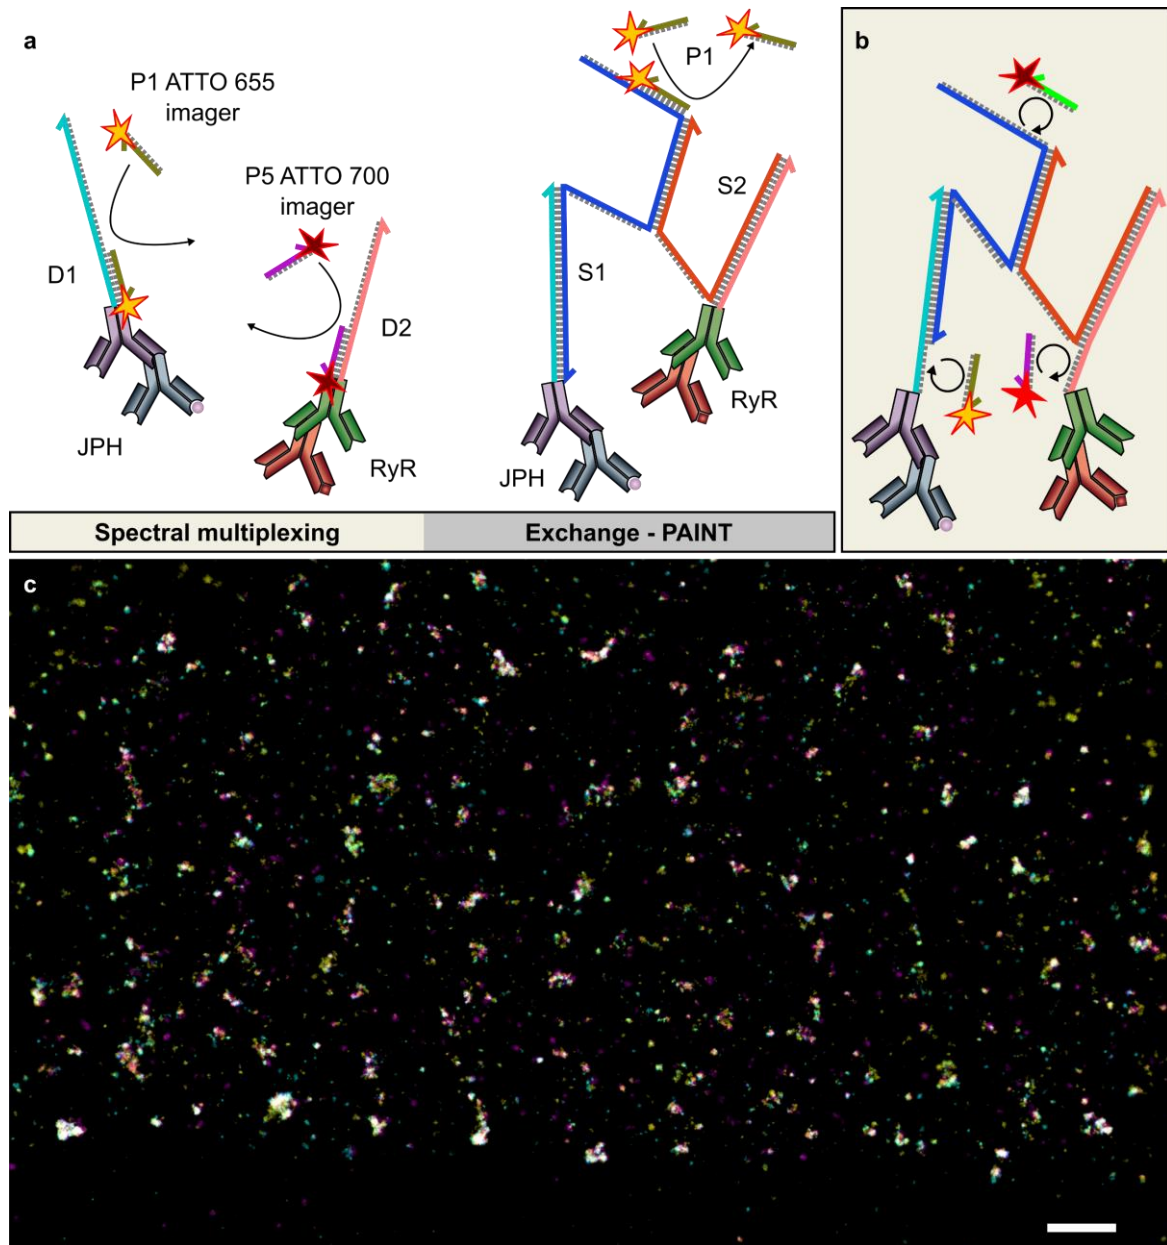 a
P1 ATTO 655
imager
P5 ATTO 700
imager
D1
D2
JPH
RyR
P1
S2
S1
RyR
JPH
Spectral multiplexing
Exchange - PAINT
b
c